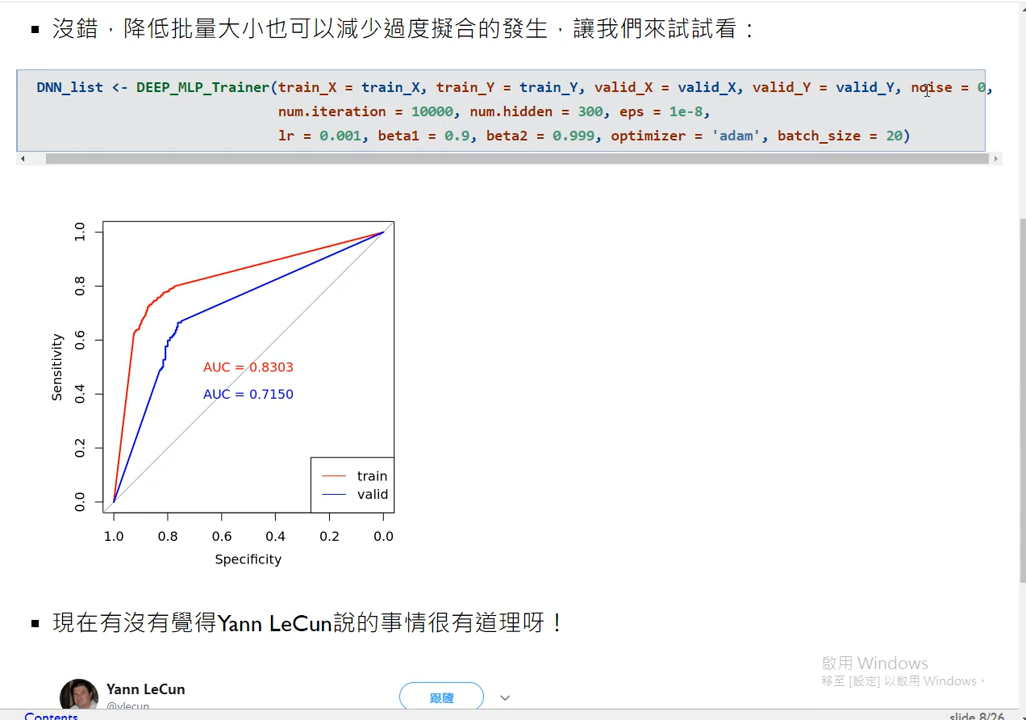 ▪ 沒錯，降低批量大小也可以減少過度擬合的發生，讓我們來試試看：
DNN_list <- DEEP_MLP_Trainer(train_X = train_X, train_Y = train_Y, valid_X = valid_X, valid_Y = valid_Y, noise = 0,
num.iteration = 10000, num.hidden = 300, eps = 1e-8,
lr = 0.001, beta1 = 0.9, beta2 = 0.999, optimizer = 'adam', batch_size = 20)
1.0
0.8
0.6
0.4
0.2
0.0
Sensitivity
AUC = 0.8303
AUC = 0.7150
train
valid
1.0 0.8 0.6 0.4 0.2 0.0
Specificity
▪ 現在有沒有覺得Yann LeCun說的事情很有道理呀！
啟用 Windows
移至 [設定] 以啟用 Windows。
Yann LeCun
跟隨
@ylecun
Contents
slide 8/26